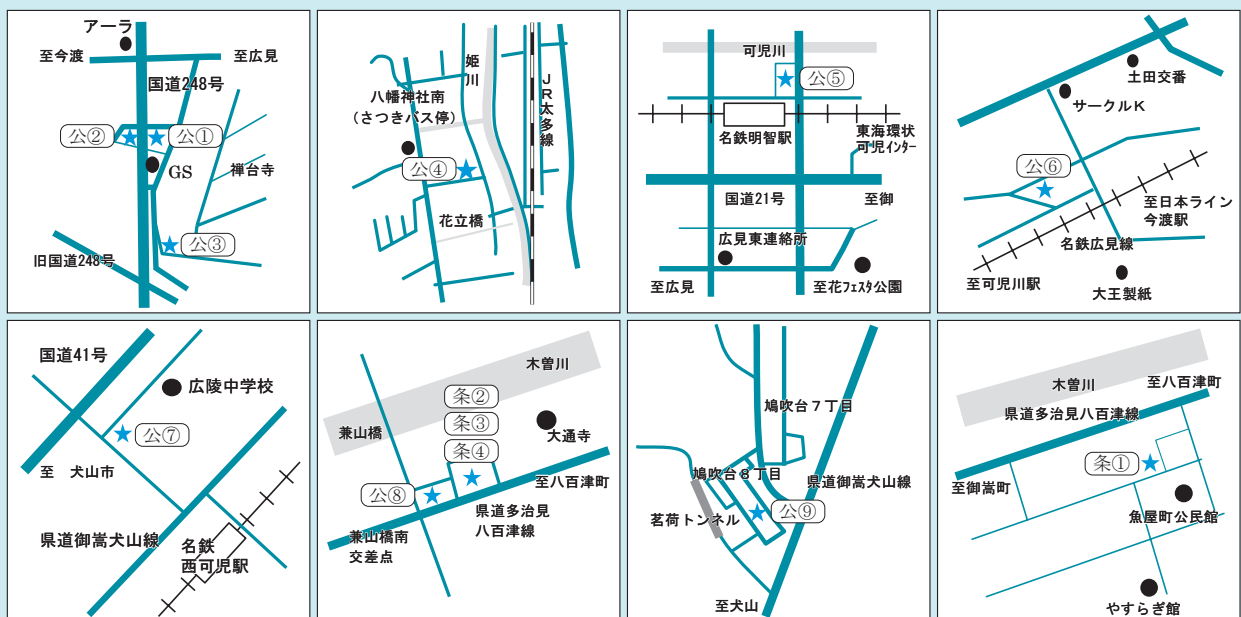 アーラ
至今渡
至広見
国道248号
公②
公①
GS
禅台寺
公③
旧国道248号
姫川
八幡神社南
(さつきバス停)
JR太多線
公④
花立橋
可児川
公⑤
名鉄明智駅
東海環状
可児インター
国道21号
至御
広見東連絡所
至広見
至花フェスタ公園
土田交番
サークルK
公⑥
至日本ライン
今渡駅
名鉄広見線
至可児川駅
大王製紙
国道41号
広陵中学校
公⑦
至 犬山市
県道御嵩犬山線
名鉄
西可児駅
木曽川
条②
条③
条④
兼山橋
大通寺
公⑧
至八百津町
県道多治見
八百津線
兼山橋南
交差点
鳩吹台7丁目
鳩吹台8丁目
県道御嵩犬山線
茗荷トンネル
公⑨
至犬山
木曽川
至八百津町
県道多治見八百津線
条①
至御嵩町
魚屋町公民館
やすらぎ館